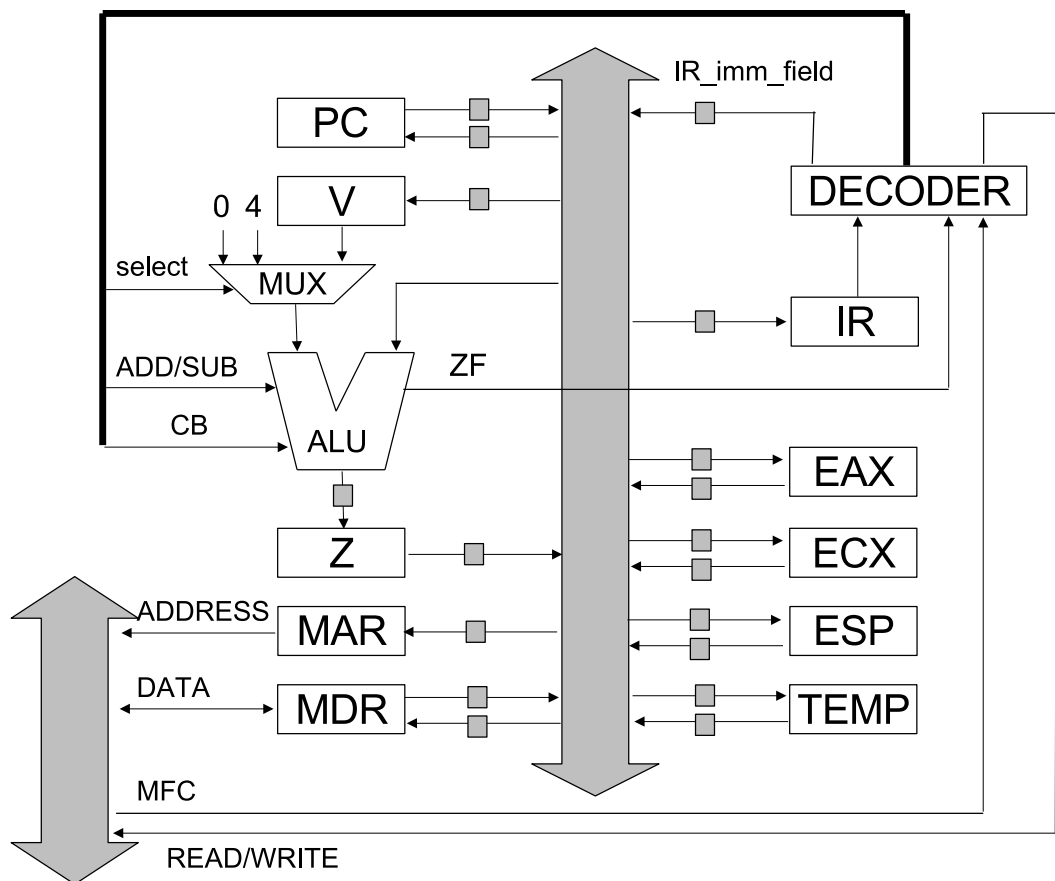 IR_imm_field
PC
DECODER
V
0 4
select
MUX
IR
ADD/SUB
ZF
CB
ALU
EAX
Z
ECX
ADDRESS
MAR
ESP
DATA
MDR
TEMP
MFC
READ/WRITE